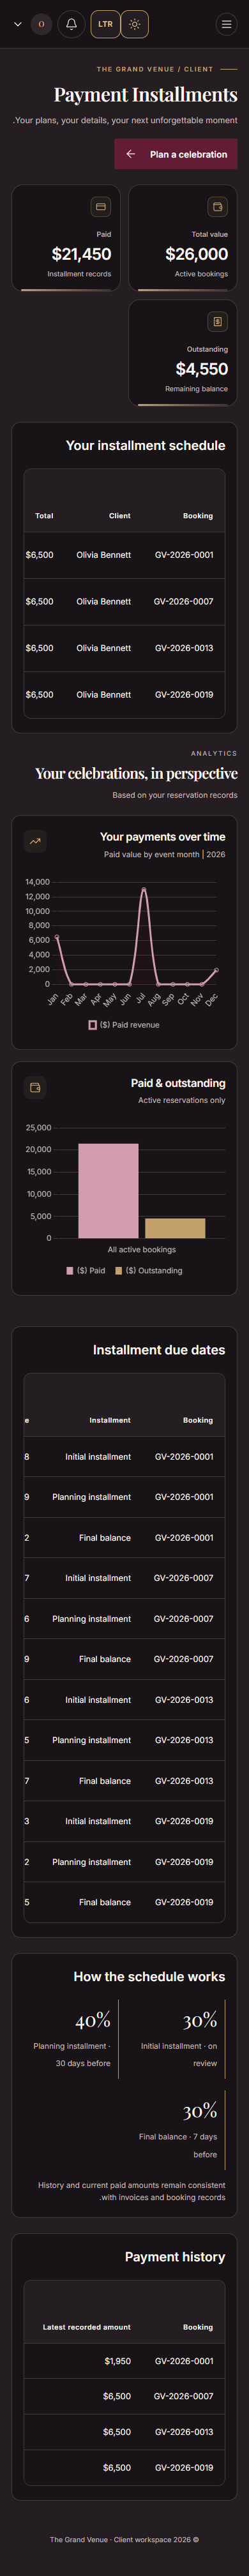 O
LTR
THE GRAND VENUE / CLIENT
Payment Installments
.Your plans, your details, your next unforgettable moment
Plan a celebration
Paid
$21,450
Installment records
Total value
$26,000
Active bookings
Outstanding
$4,550
Remaining balance
Your installment schedule
Total Client Booking
$6,500 Olivia Bennett GV-2026-0001
$6,500 Olivia Bennett GV-2026-0007
$6,500 Olivia Bennett GV-2026-0013
$6,500 Olivia Bennett GV-2026-0019
ANALYTICS
Your celebrations, in perspective
Based on your reservation records
Your payments over time
Paid value by event month | 2026
14,000
12,000
10,000
8,000
6,000
4,000
2,000
0
Jan Feb Mar Apr May Jun Jul Aug Sep Oct Nov Dec
($) Paid revenue
Paid & outstanding
Active reservations only
25,000
20,000
15,000
10,000
5,000
0
All active bookings
($) Paid ($) Outstanding
Installment due dates
e Installment Booking
8 Initial installment GV-2026-0001
9 Planning installment GV-2026-0001
2 Final balance GV-2026-0001
7 Initial installment GV-2026-0007
6 Planning installment GV-2026-0007
9 Final balance GV-2026-0007
6 Initial installment GV-2026-0013
5 Planning installment GV-2026-0013
7 Final balance GV-2026-0013
3 Initial installment GV-2026-0019
2 Planning installment GV-2026-0019
5 Final balance GV-2026-0019
How the schedule works
40%
Planning installment ·
30 days before
30%
Initial installment · on
review
30%
Final balance · 7 days
before
History and current paid amounts remain consistent
.with invoices and booking records
Payment history
Latest recorded amount Booking
$1,950 GV-2026-0001
$6,500 GV-2026-0007
$6,500 GV-2026-0013
$6,500 GV-2026-0019
The Grand Venue · Client workspace 2026 ©